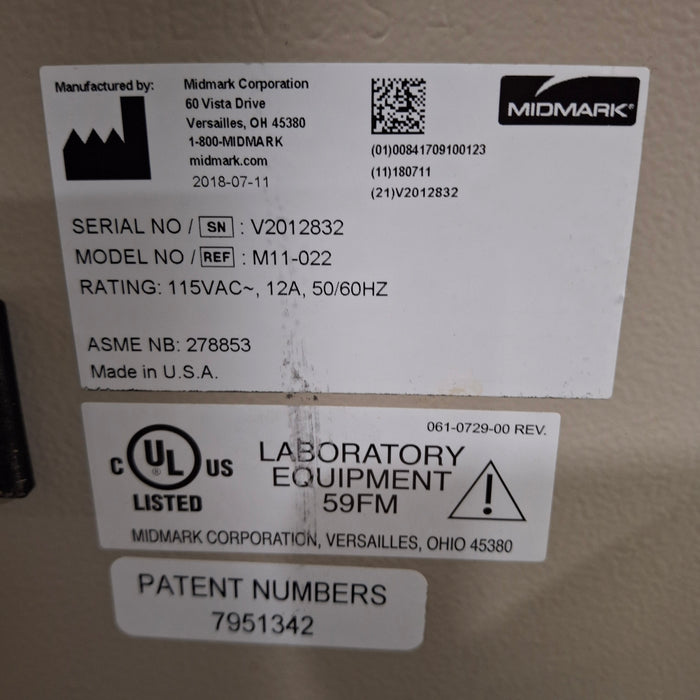 Manufactured by:
Midmark Corporation
60 Vista Drive
Versailles, OH 45380
1-800-MIDMARK
midmark.com
2018-07-11
(01)00841709100123
(11)180711
(21)V2012832
MIDMARK®
SERIAL NO / SN : V2012832
MODEL NO / REF : M11-022
RATING: 115VAC~, 12A, 50/60HZ
ASME NB: 278853
Made in U.S.A.
061-0729-00 REV.
C UL ® US
LISTED
LABORATORY
EQUIPMENT
59FM
!
MIDMARK CORPORATION, VERSAILLES, OHIO 45380
PATENT NUMBERS
7951342